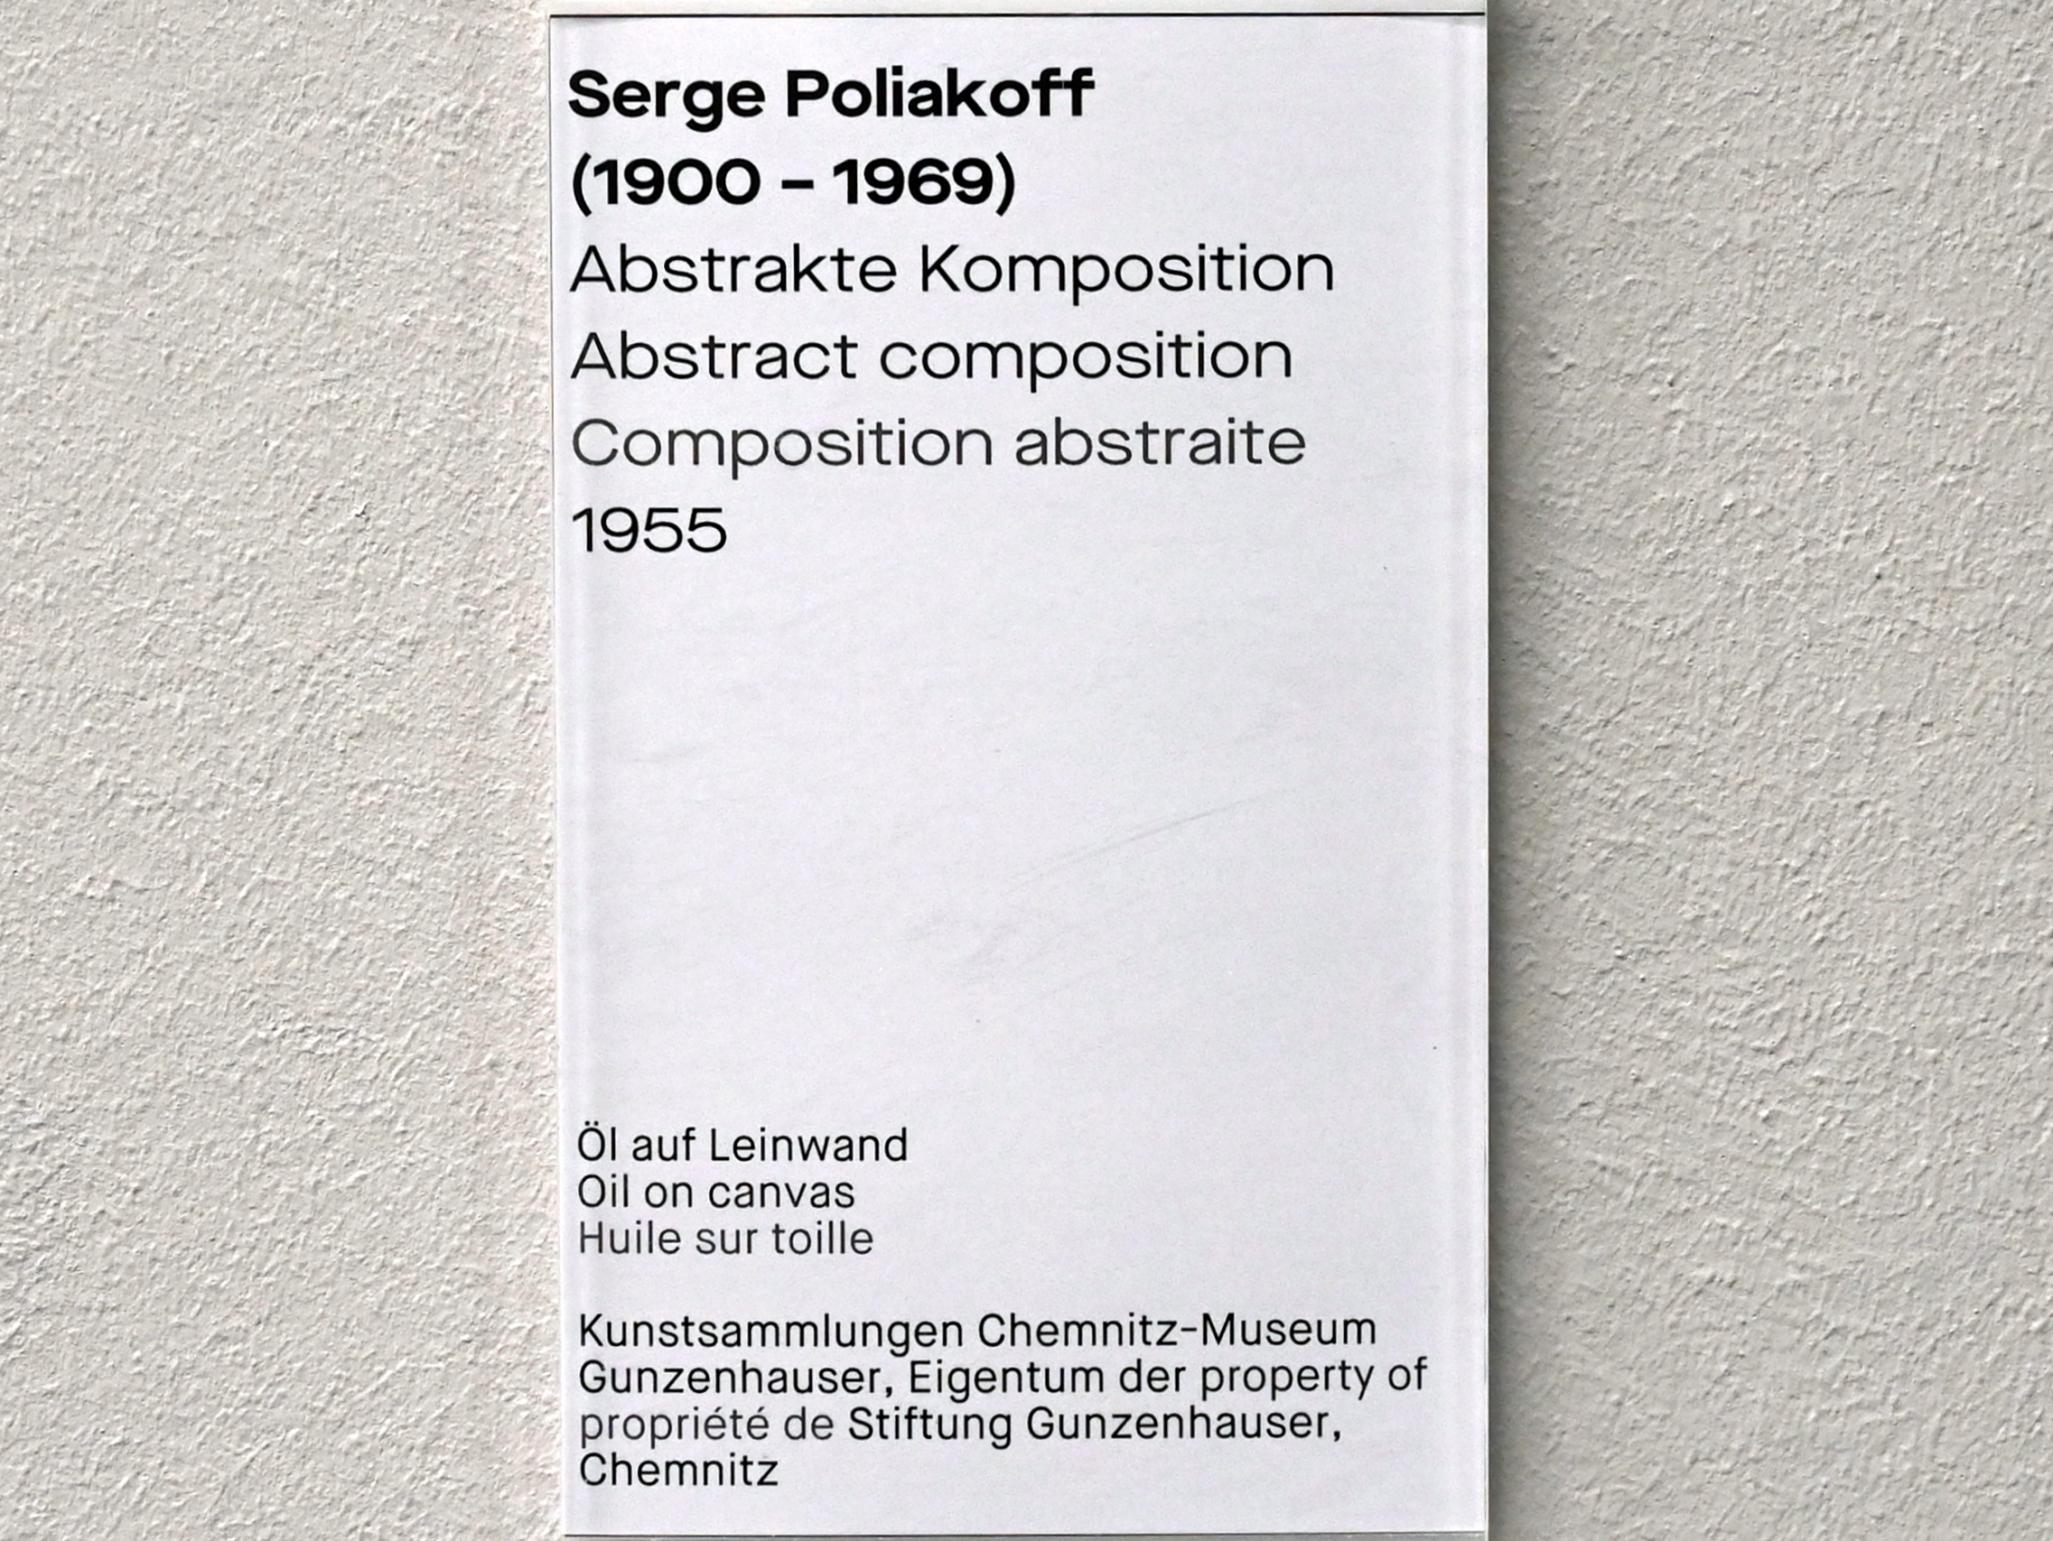 Serge Poliakoff
(1900 – 1969)
Abstrakte Komposition
Abstract composition
Composition abstraite
1955
Öl auf Leinwand
Oil on canvas
Huile sur toille
Kunstsammlungen Chemnitz-Museum
Gunzenhauser, Eigentum der property of
propriété de Stiftung Gunzenhauser,
Chemnitz